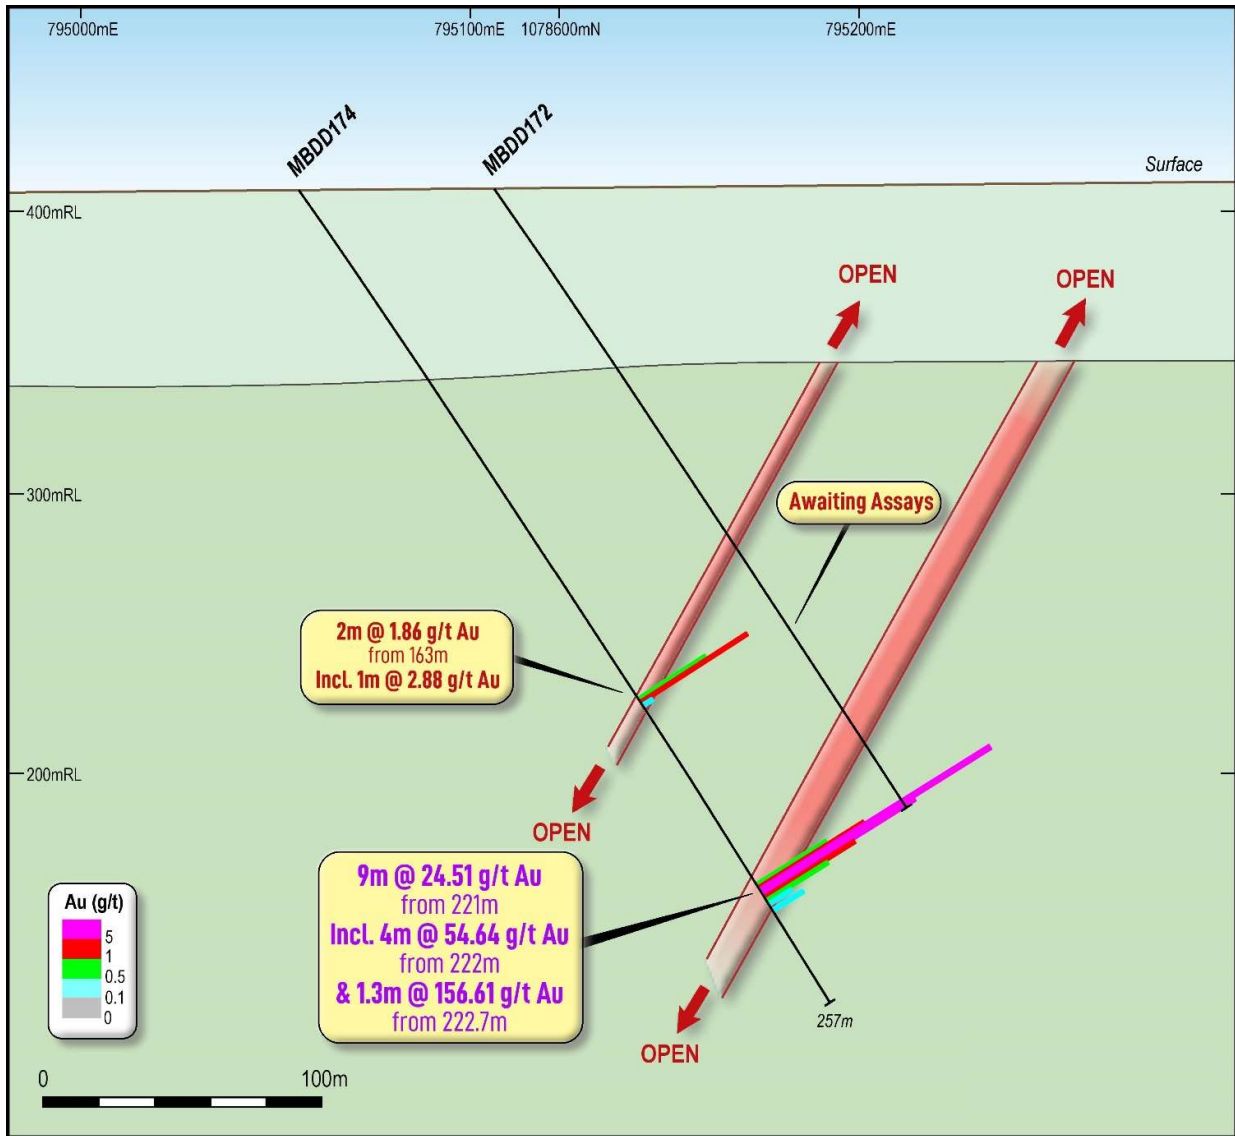 795000mE
795100mE
1078600mN
795200mE
MBDD174
MBDD172
Surface
400mRL
OPEN
OPEN
300mRL
Awaiting Assays
2m @ 1.86 g/t Au
from 163m
Incl. 1m @ 2.88 g/t Au
200mRL
OPEN
9m @ 24.51 g/t Au
from 221m
Incl. 4m @ 54.64 g/t Au
from 222m
& 1.3m @ 156.61 g/t Au
from 222.7m
Au (g/t)
5
1
0.5
0.1
0
257m
OPEN
0
100m